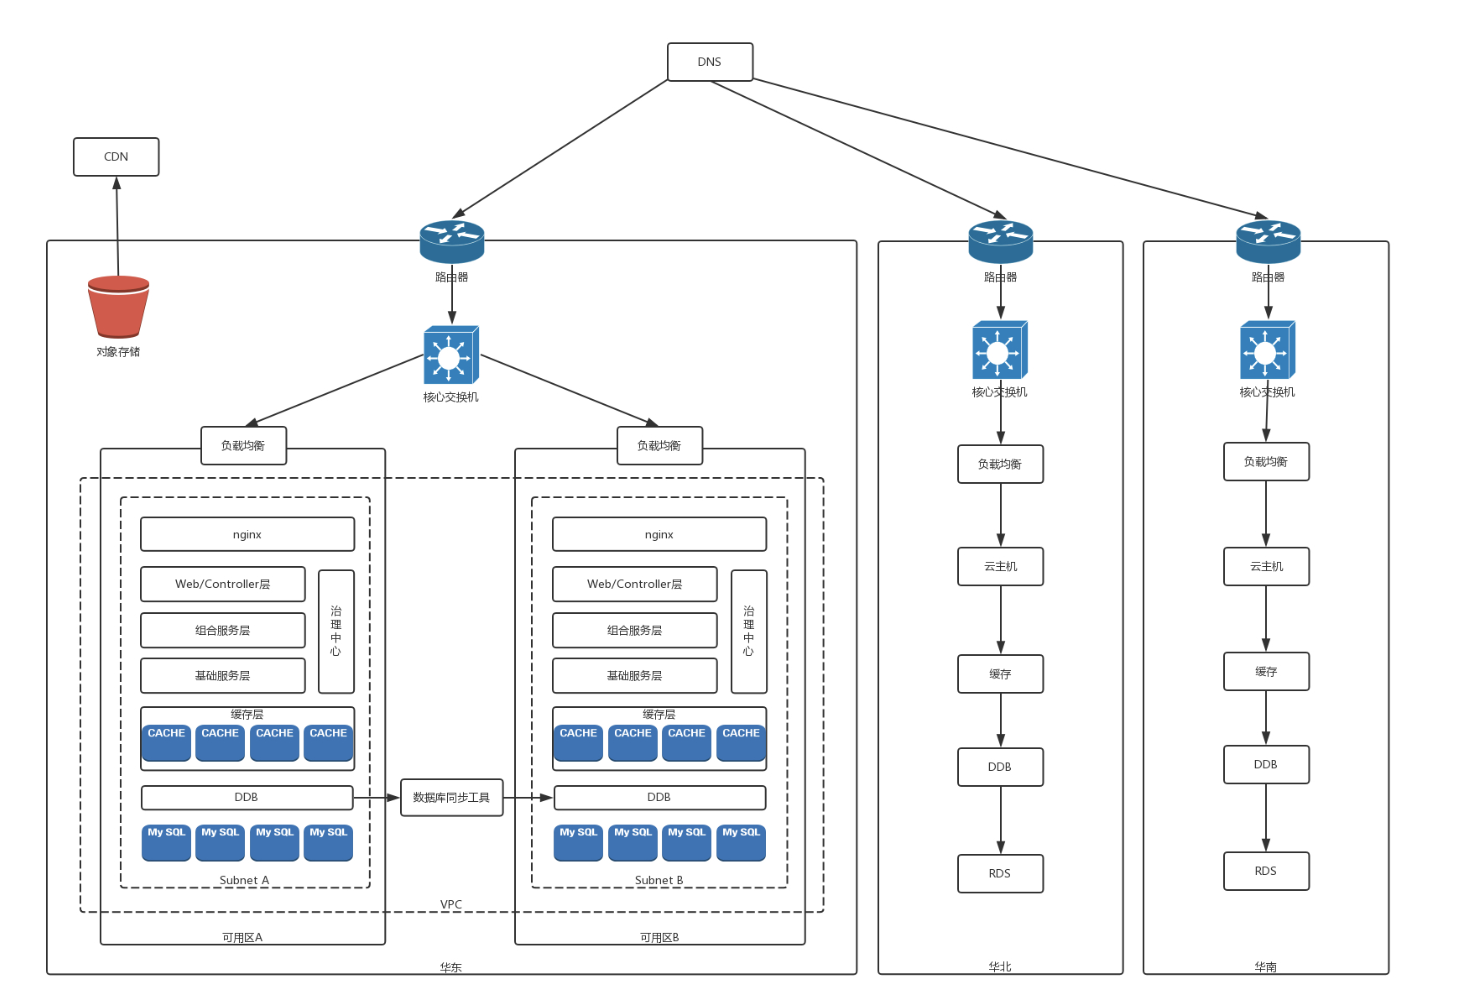 DNS
CDN
路由器
路由器
路由器
对象存储
核心交换机
核心交换机
核心交换机
负载均衡
负载均衡
负载均衡
负载均衡
nginx
Web/Controller层
组合服务层
基础服务层
治
理
中
心
缓存层
CACHE CACHE CACHE CACHE
DDB
My SQL My SQL My SQL My SQL
Subnet A
数据库同步工具
nginx
Web/Controller层
组合服务层
基础服务层
治
理
中
心
缓存层
CACHE CACHE CACHE CACHE
DDB
My SQL My SQL My SQL My SQL
Subnet B
VPC
可用区A
可用区B
华东
云主机
缓存
DDB
RDS
华北
云主机
缓存
DDB
RDS
华南